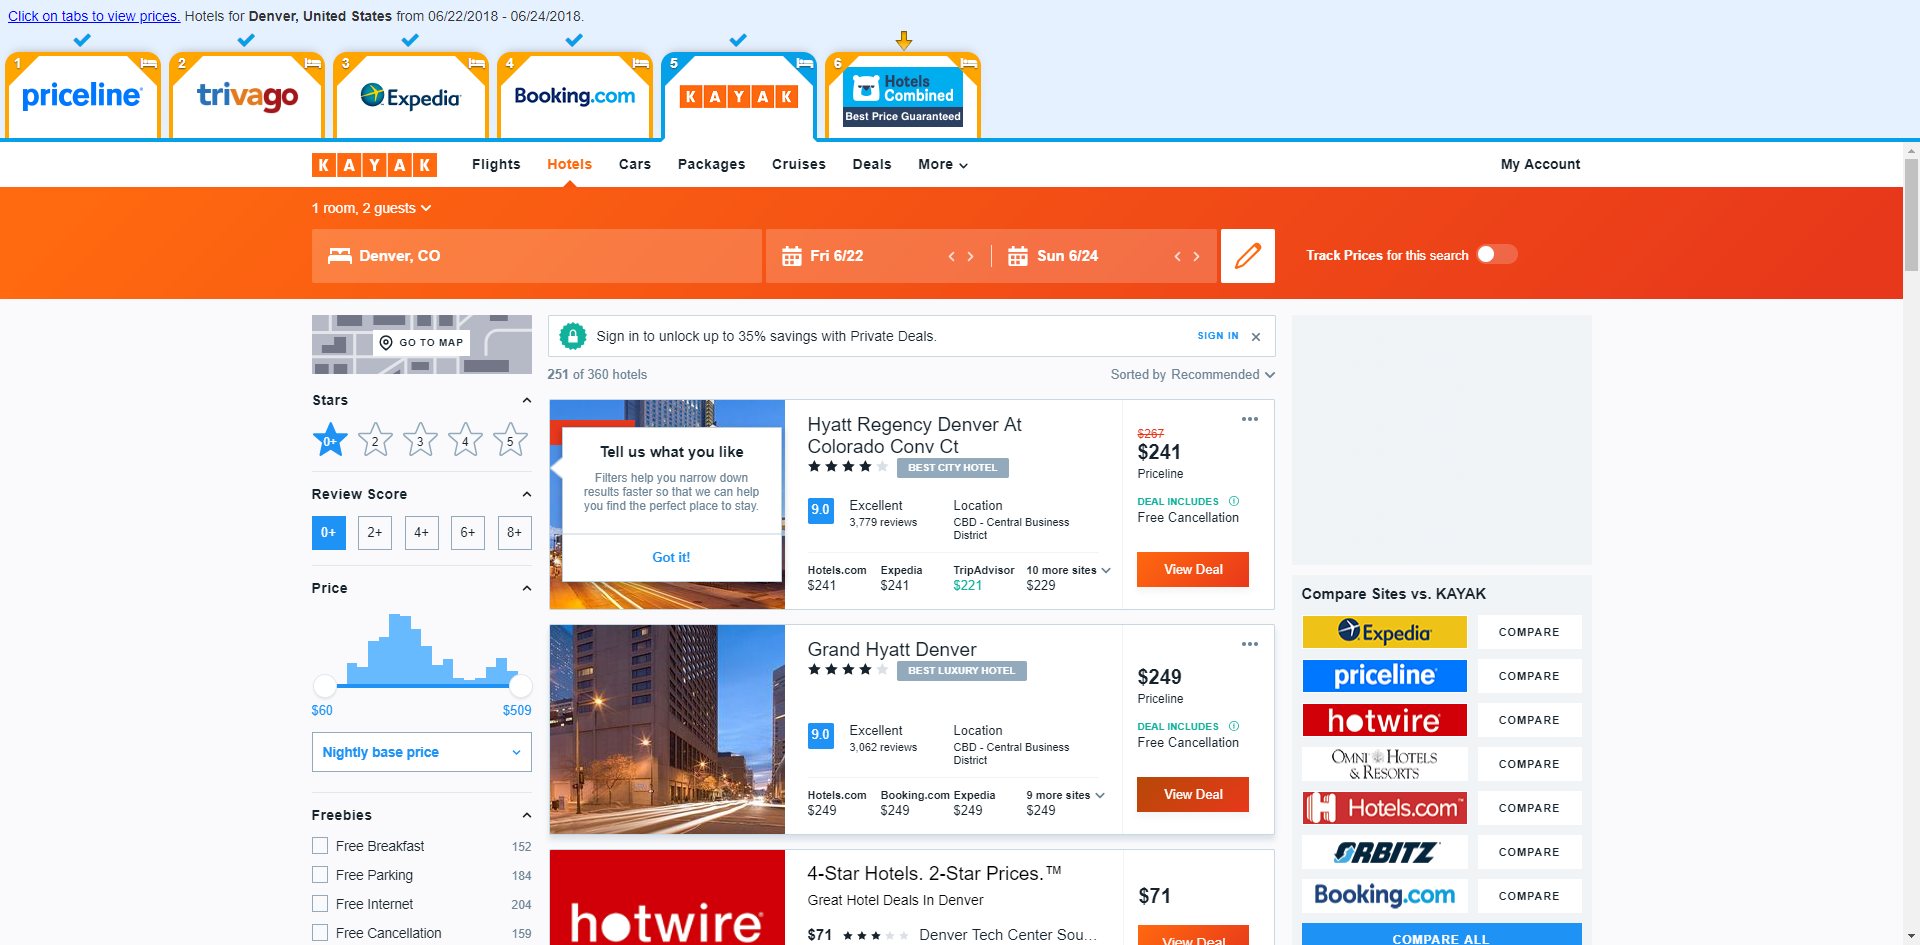 Click on tabs to view prices. Hotels for Denver, United States from 06/22/2018 - 06/24/2018.
1 priceline
2 trivago
3 Expedia
4 Booking.com
5 KAYAK
6 Hotels Combined
Best Price Guaranteed
KAYAK Flights Hotels Cars Packages Cruises Deals More My Account
1 room, 2 guests
Denver, CO Fri 6/22 Sun 6/24 Track Prices for this search
GO TO MAP
Stars
0+ 2 3 4 5
Review Score
0+ 2+ 4+ 6+ 8+
Price
$60 $509
Nightly base price
Freebies
Free Breakfast 152
Free Parking 184
Free Internet 204
Free Cancellation 159
Sign in to unlock up to 35% savings with Private Deals. SIGN IN
251 of 360 hotels Sorted by Recommended
Tell us what you like
Filters help you narrow down
results faster so that we can help
you find the perfect place to stay.
Got it!
Hyatt Regency Denver At
Colorado Conv Ct
BEST CITY HOTEL
9.0 Excellent
3,779 reviews
Location
CBD - Central Business
District
Hotels.com Expedia TripAdvisor 10 more sites
$241 $241 $221 $229
$267
$241
Priceline
DEAL INCLUDES
Free Cancellation
View Deal
Grand Hyatt Denver
BEST LUXURY HOTEL
9.0 Excellent
3,062 reviews
Location
CBD - Central Business
District
Hotels.com Booking.com Expedia 9 more sites
$249 $249 $249 $249
$249
Priceline
DEAL INCLUDES
Free Cancellation
View Deal
hotwire
4-Star Hotels. 2-Star Prices.™
Great Hotel Deals In Denver
$71 Denver Tech Center Sou...
$71
View Deal
Compare Sites vs. KAYAK
Expedia COMPARE
priceline COMPARE
hotwire COMPARE
OMNI HOTELS
& RESORTS COMPARE
Hotels.com COMPARE
ORBITZ COMPARE
Booking.com COMPARE
COMPARE ALL